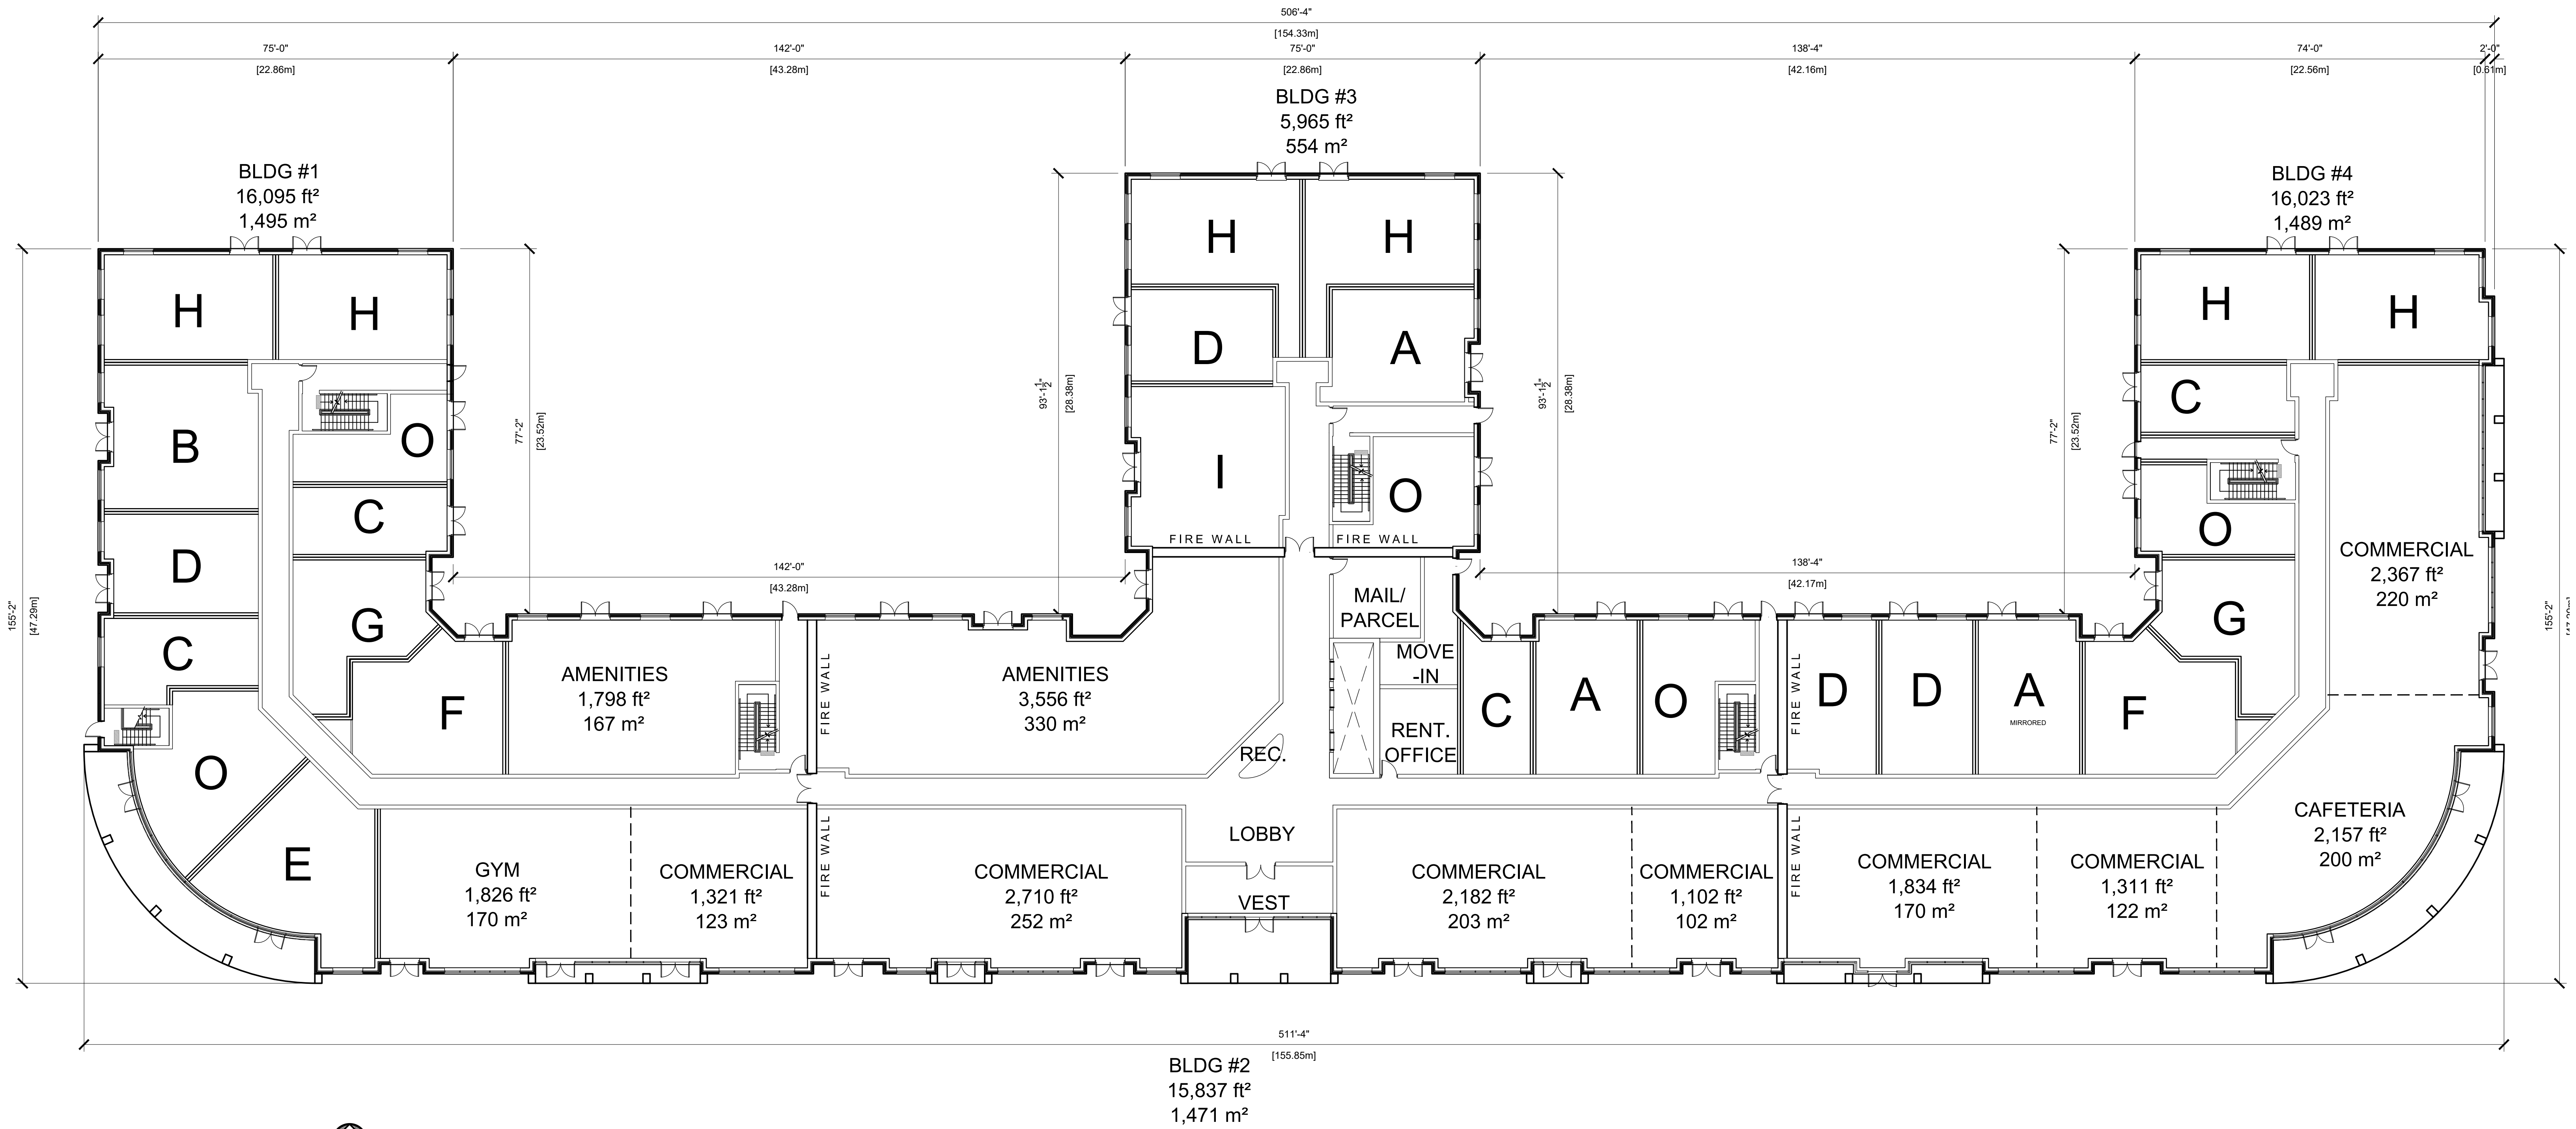 506'-4"
[154.33m]
75'-0"
[22.86m]
142'-0"
[43.28m]
75'-0"
[22.86m]
138'-4"
[42.16m]
74'-0"
[22.56m]
2'-0"
[0.61m]
BLDG #3
5,965 ft²
554 m²
BLDG #1
16,095 ft²
1,495 m²
BLDG #4
16,023 ft²
1,489 m²
155'-2"
[47.29m]
77'-2"
[23.52m]
93'-1½"
[28.38m]
93'-1½"
[28.38m]
77'-2"
[23.52m]
155'-2"
H
H
B
O
C
D
G
C
F
O
E
H
H
D
A
I
O
FIRE WALL
FIRE WALL
H
H
C
O
G
COMMERCIAL
2,367 ft²
220 m²
142'-0"
[43.28m]
138'-4"
[42.17m]
AMENITIES
1,798 ft²
167 m²
FIRE WALL
AMENITIES
3,556 ft²
330 m²
REC.
MAIL/
PARCEL
MOVE
-IN
RENT.
OFFICE
C
A
O
FIRE WALL
D
D
A
MIRRORED
F
GYM
1,826 ft²
170 m²
COMMERCIAL
1,321 ft²
123 m²
FIRE WALL
COMMERCIAL
2,710 ft²
252 m²
LOBBY
VEST
COMMERCIAL
2,182 ft²
203 m²
COMMERCIAL
1,102 ft²
102 m²
FIRE WALL
COMMERCIAL
1,834 ft²
170 m²
COMMERCIAL
1,311 ft²
122 m²
CAFETERIA
2,157 ft²
200 m²
511'-4"
[155.85m]
BLDG #2
15,837 ft²
1,471 m²